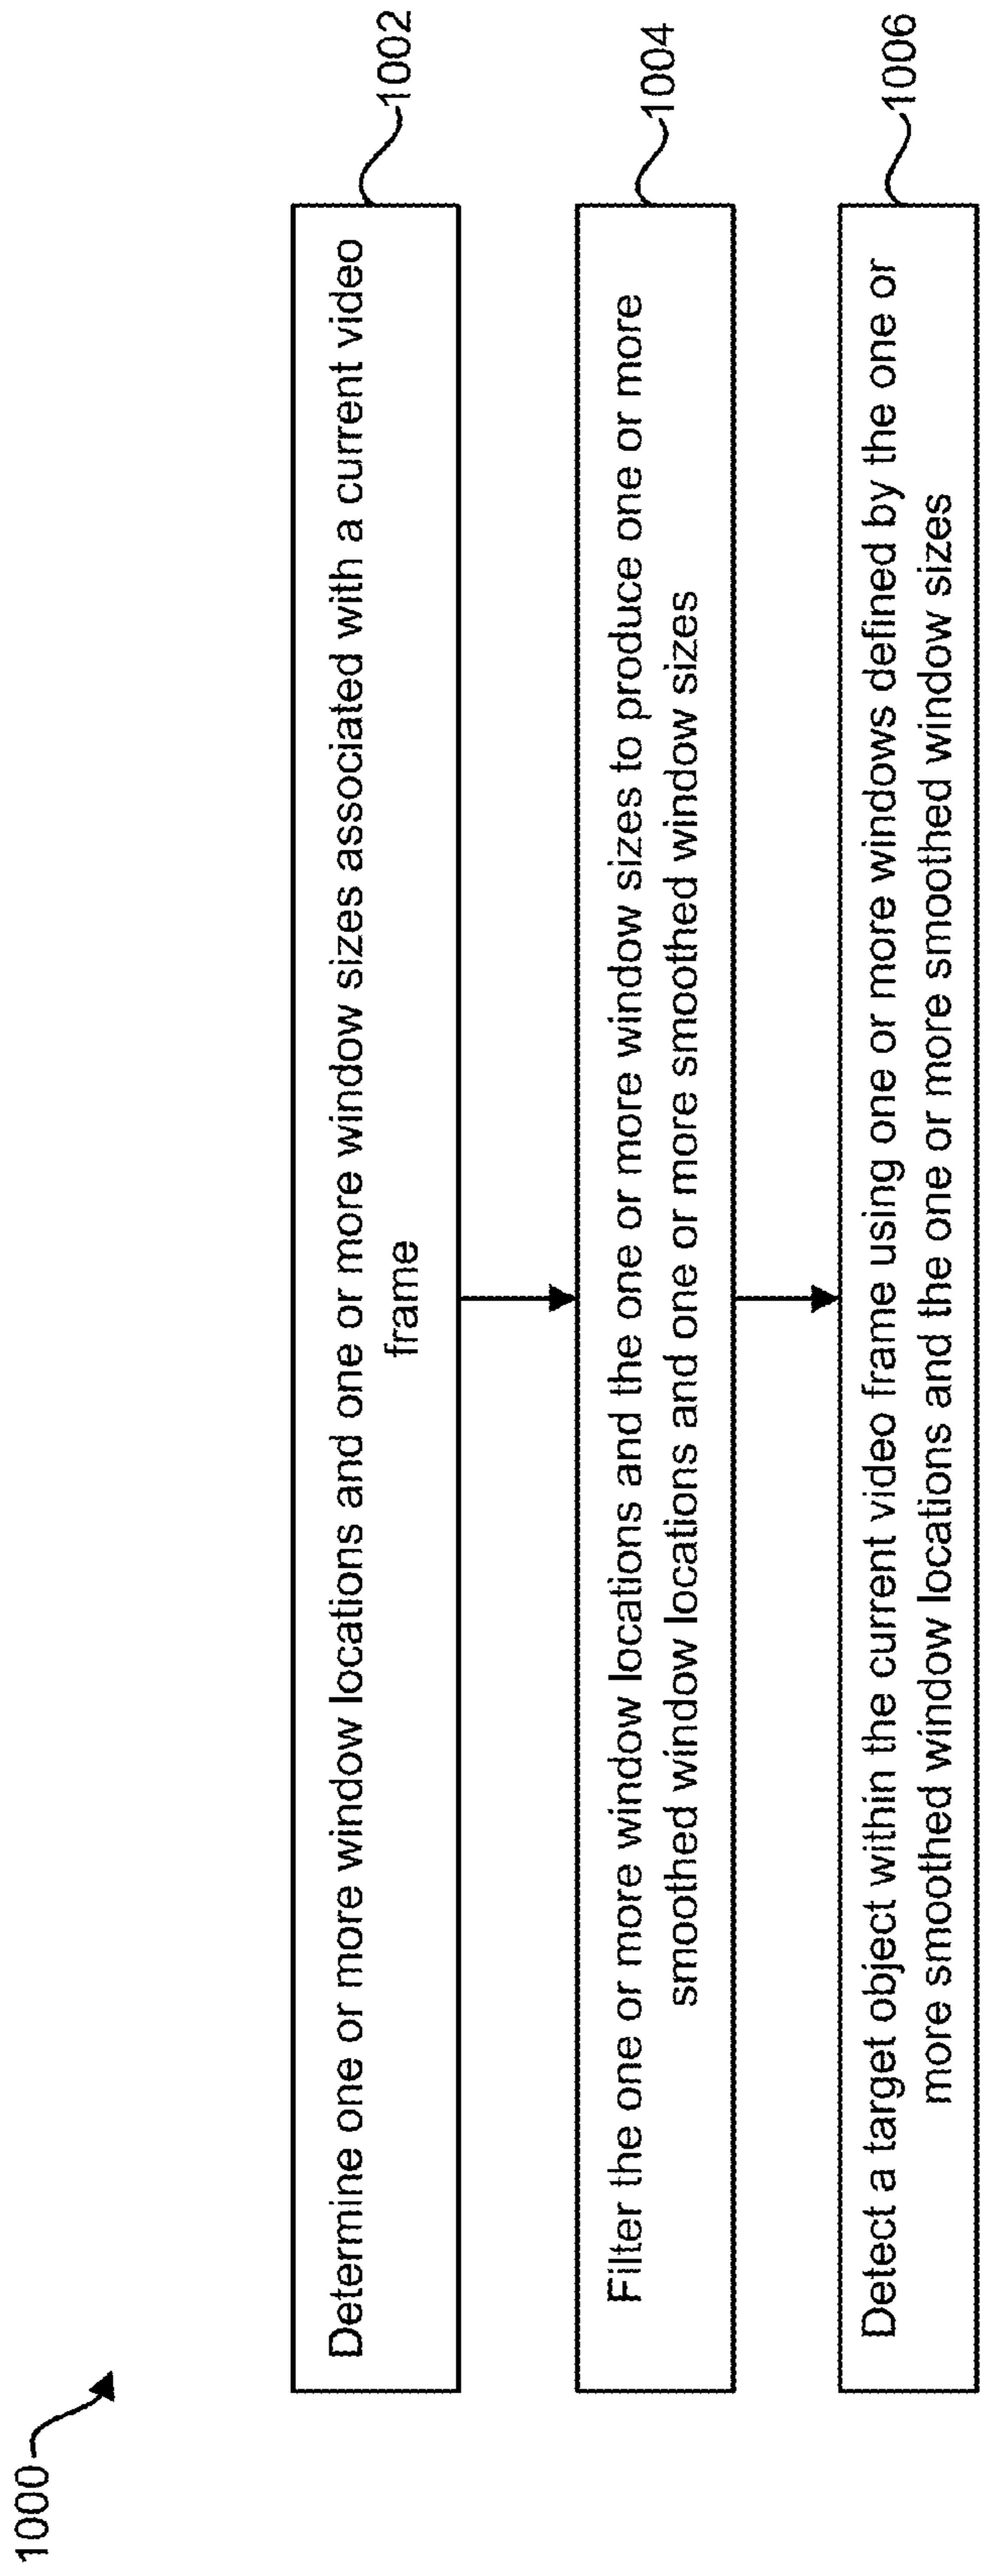 1000
Determine one or more window locations and one or more window sizes associated with a current video
frame
1002
Filter the one or more window locations and the one or more window sizes to produce one or more
smoothed window locations and one or more smoothed window sizes
1004
Detect a target object within the current video frame using one or more windows defined by the one or
more smoothed window locations and the one or more smoothed window sizes
1006